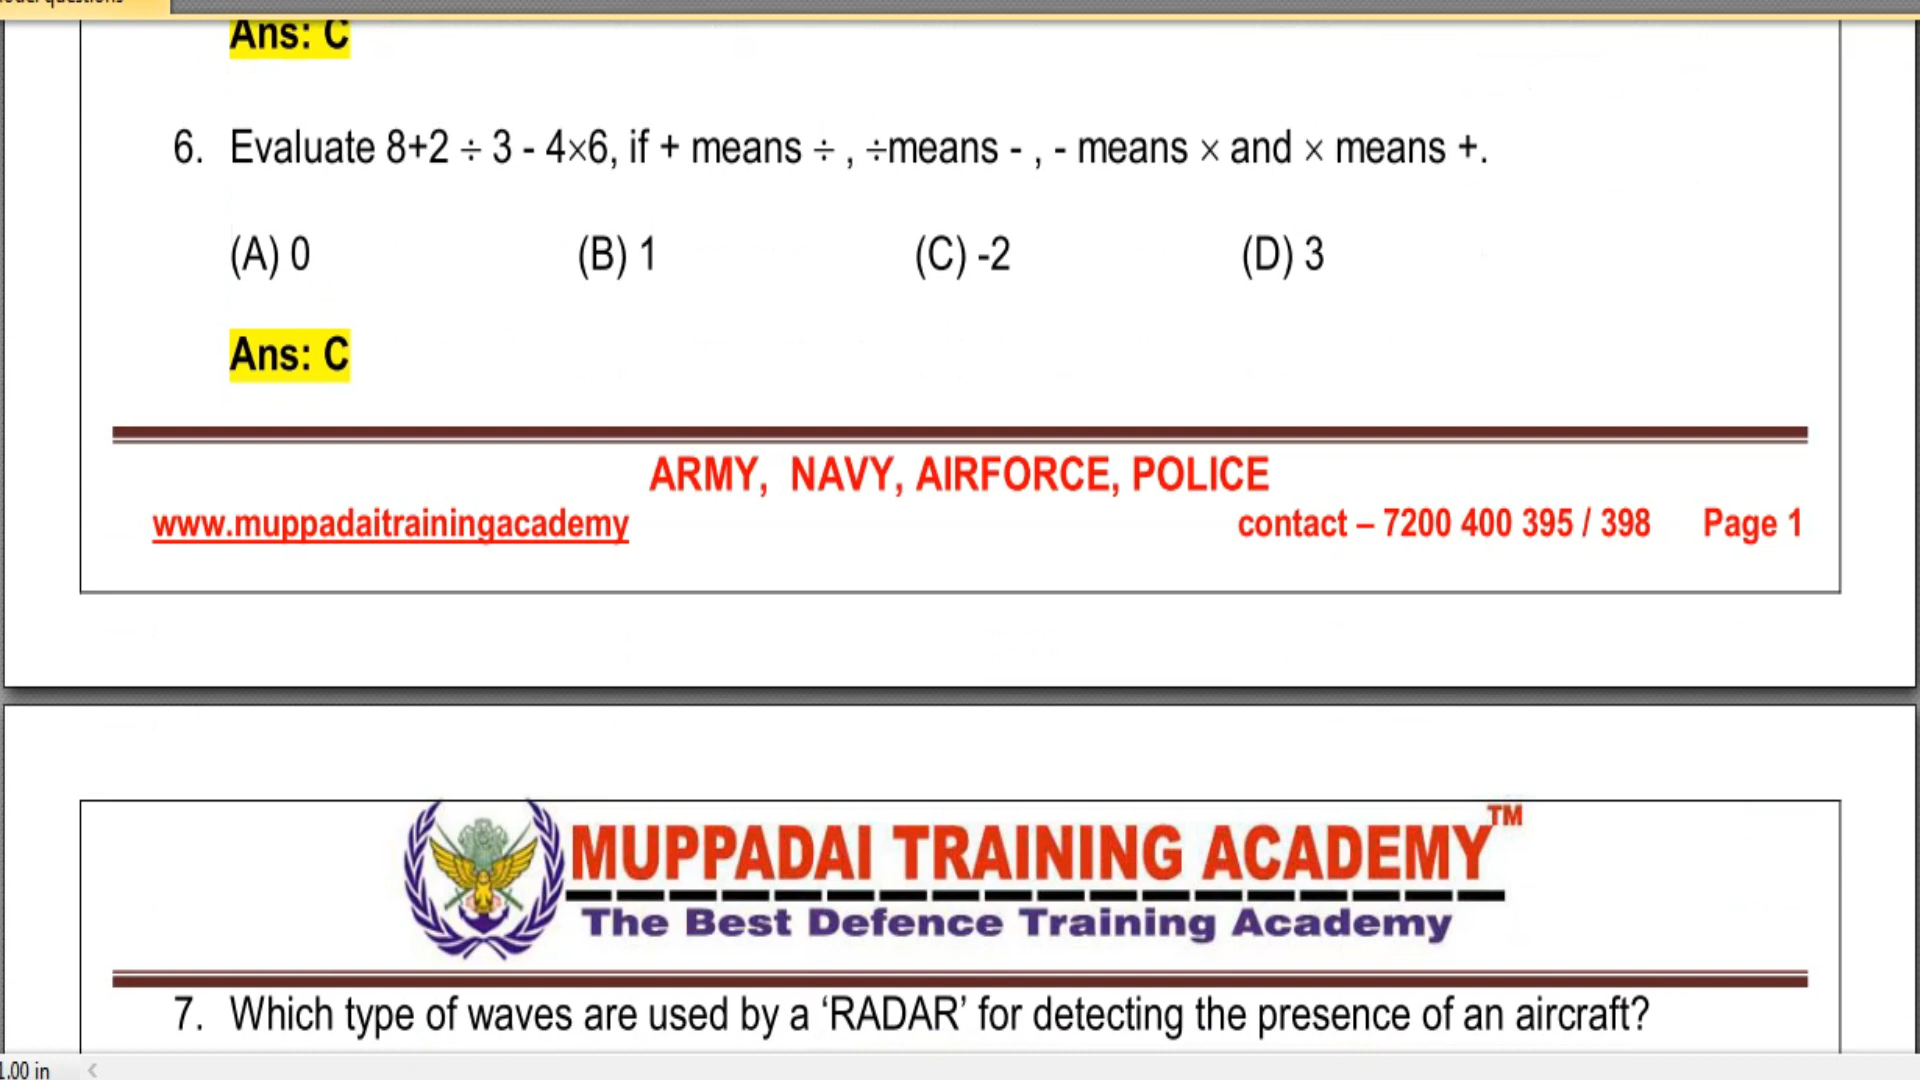 Ans: C
6. Evaluate 8+2 ÷ 3 - 4×6, if + means ÷ , ÷means - , - means × and × means +.
(A) 0 (B) 1 (C) -2 (D) 3
Ans: C
ARMY, NAVY, AIRFORCE, POLICE
www.muppadaitrainingacademy contact – 7200 400 395 / 398 Page 1
MUPPADAI TRAINING ACADEMY™
The Best Defence Training Academy
7. Which type of waves are used by a ‘RADAR’ for detecting the presence of an aircraft?
1.00 in